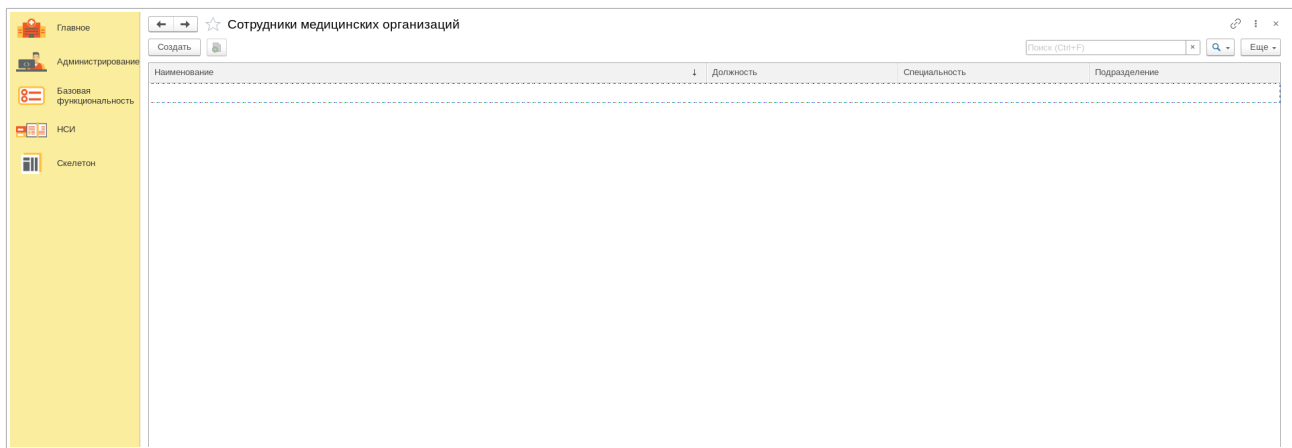 Главное
Администрирование
Базовая
функциональность
НСИ
Скелетон
Сотрудники медицинских организаций
Создать
Поиск (Ctrl+F)
×
Еще
Наименование ↓ Должность Специальность Подразделение